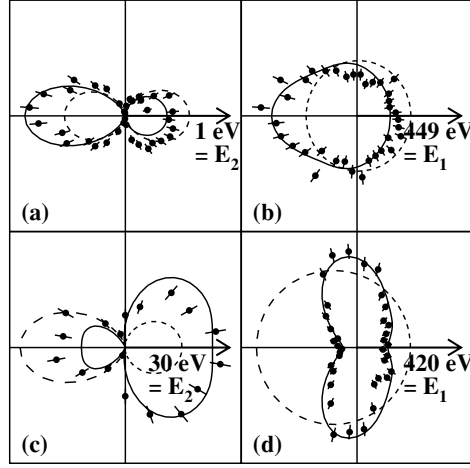 1 eV
= E2
(a)
449 eV
= E1
(b)
30 eV
= E2
(c)
420 eV
= E1
(d)